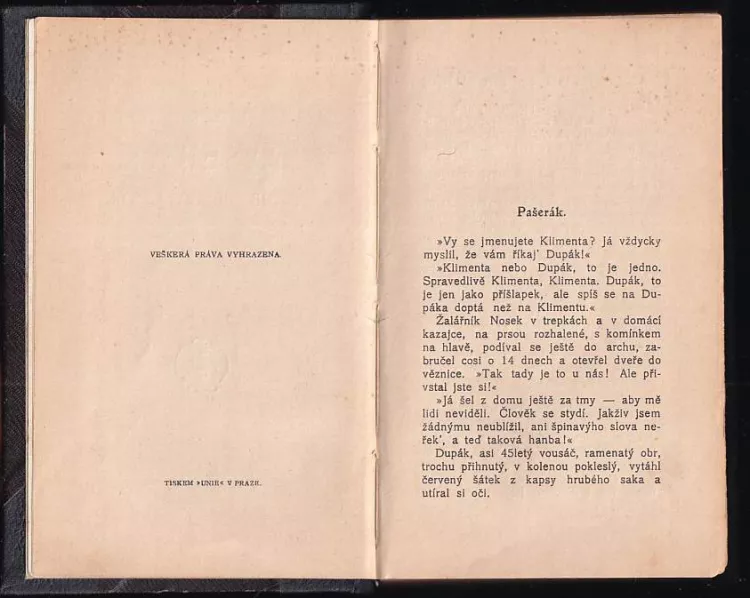 VEŠKERÁ PRÁVA VYHRAZENA.
TISKEM »UNIE« V PRAZE.
Pašerák.
»Vy se jmenujete Klimenta? Já vždycky
myslil, že vám říkaj' Dupák!«
»Klimenta nebo Dupák, to je jedno.
Spravedlivě Klimenta, Klimenta. Dupák, to
je jen jako příšlapek, ale spíš se na Du-
páka doptá než na Klimentu.«
Žalářník Nosek v trepkách a v domácí
kazajce, na prsou rozhalené, s komínkem
na hlavě, podíval se ještě do archu, za-
bručel cosi o 14 dnech a otevřel dveře do
věznice. »Tak tady je to u nás! Ale při-
vstal jste si!«
»Já šel z domu ještě za tmy — aby mě
lidi neviděli. Člověk se stydí. Jakživ jsem
žádnýmu neublížil, ani špinavýho slova ne-
řek', a teď taková hanba!«
Dupák, asi 45letý vousáč, ramenatý obr,
trochu přihnutý, v kolenou pokleslý, vytáhl
červený šátek z kapsy hrubého saka a
utíral si oči.